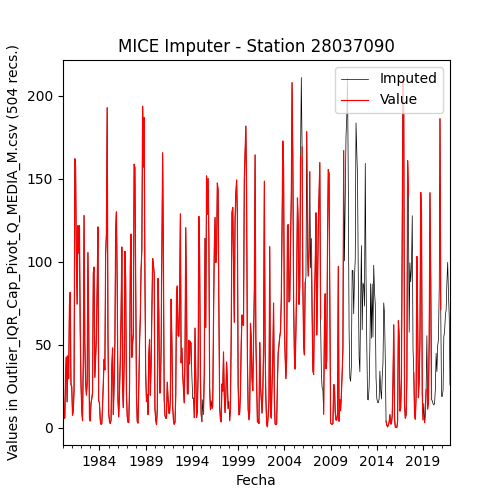 MICE Imputer - Station 28037090
Imputed
Value
Values in Outlier_IQR_Cap_Pivot_Q_MEDIA_M.csv (504 recs.)
200
150
100
50
0
1984 1989 1994 1999 2004 2009 2014 2019
Fecha